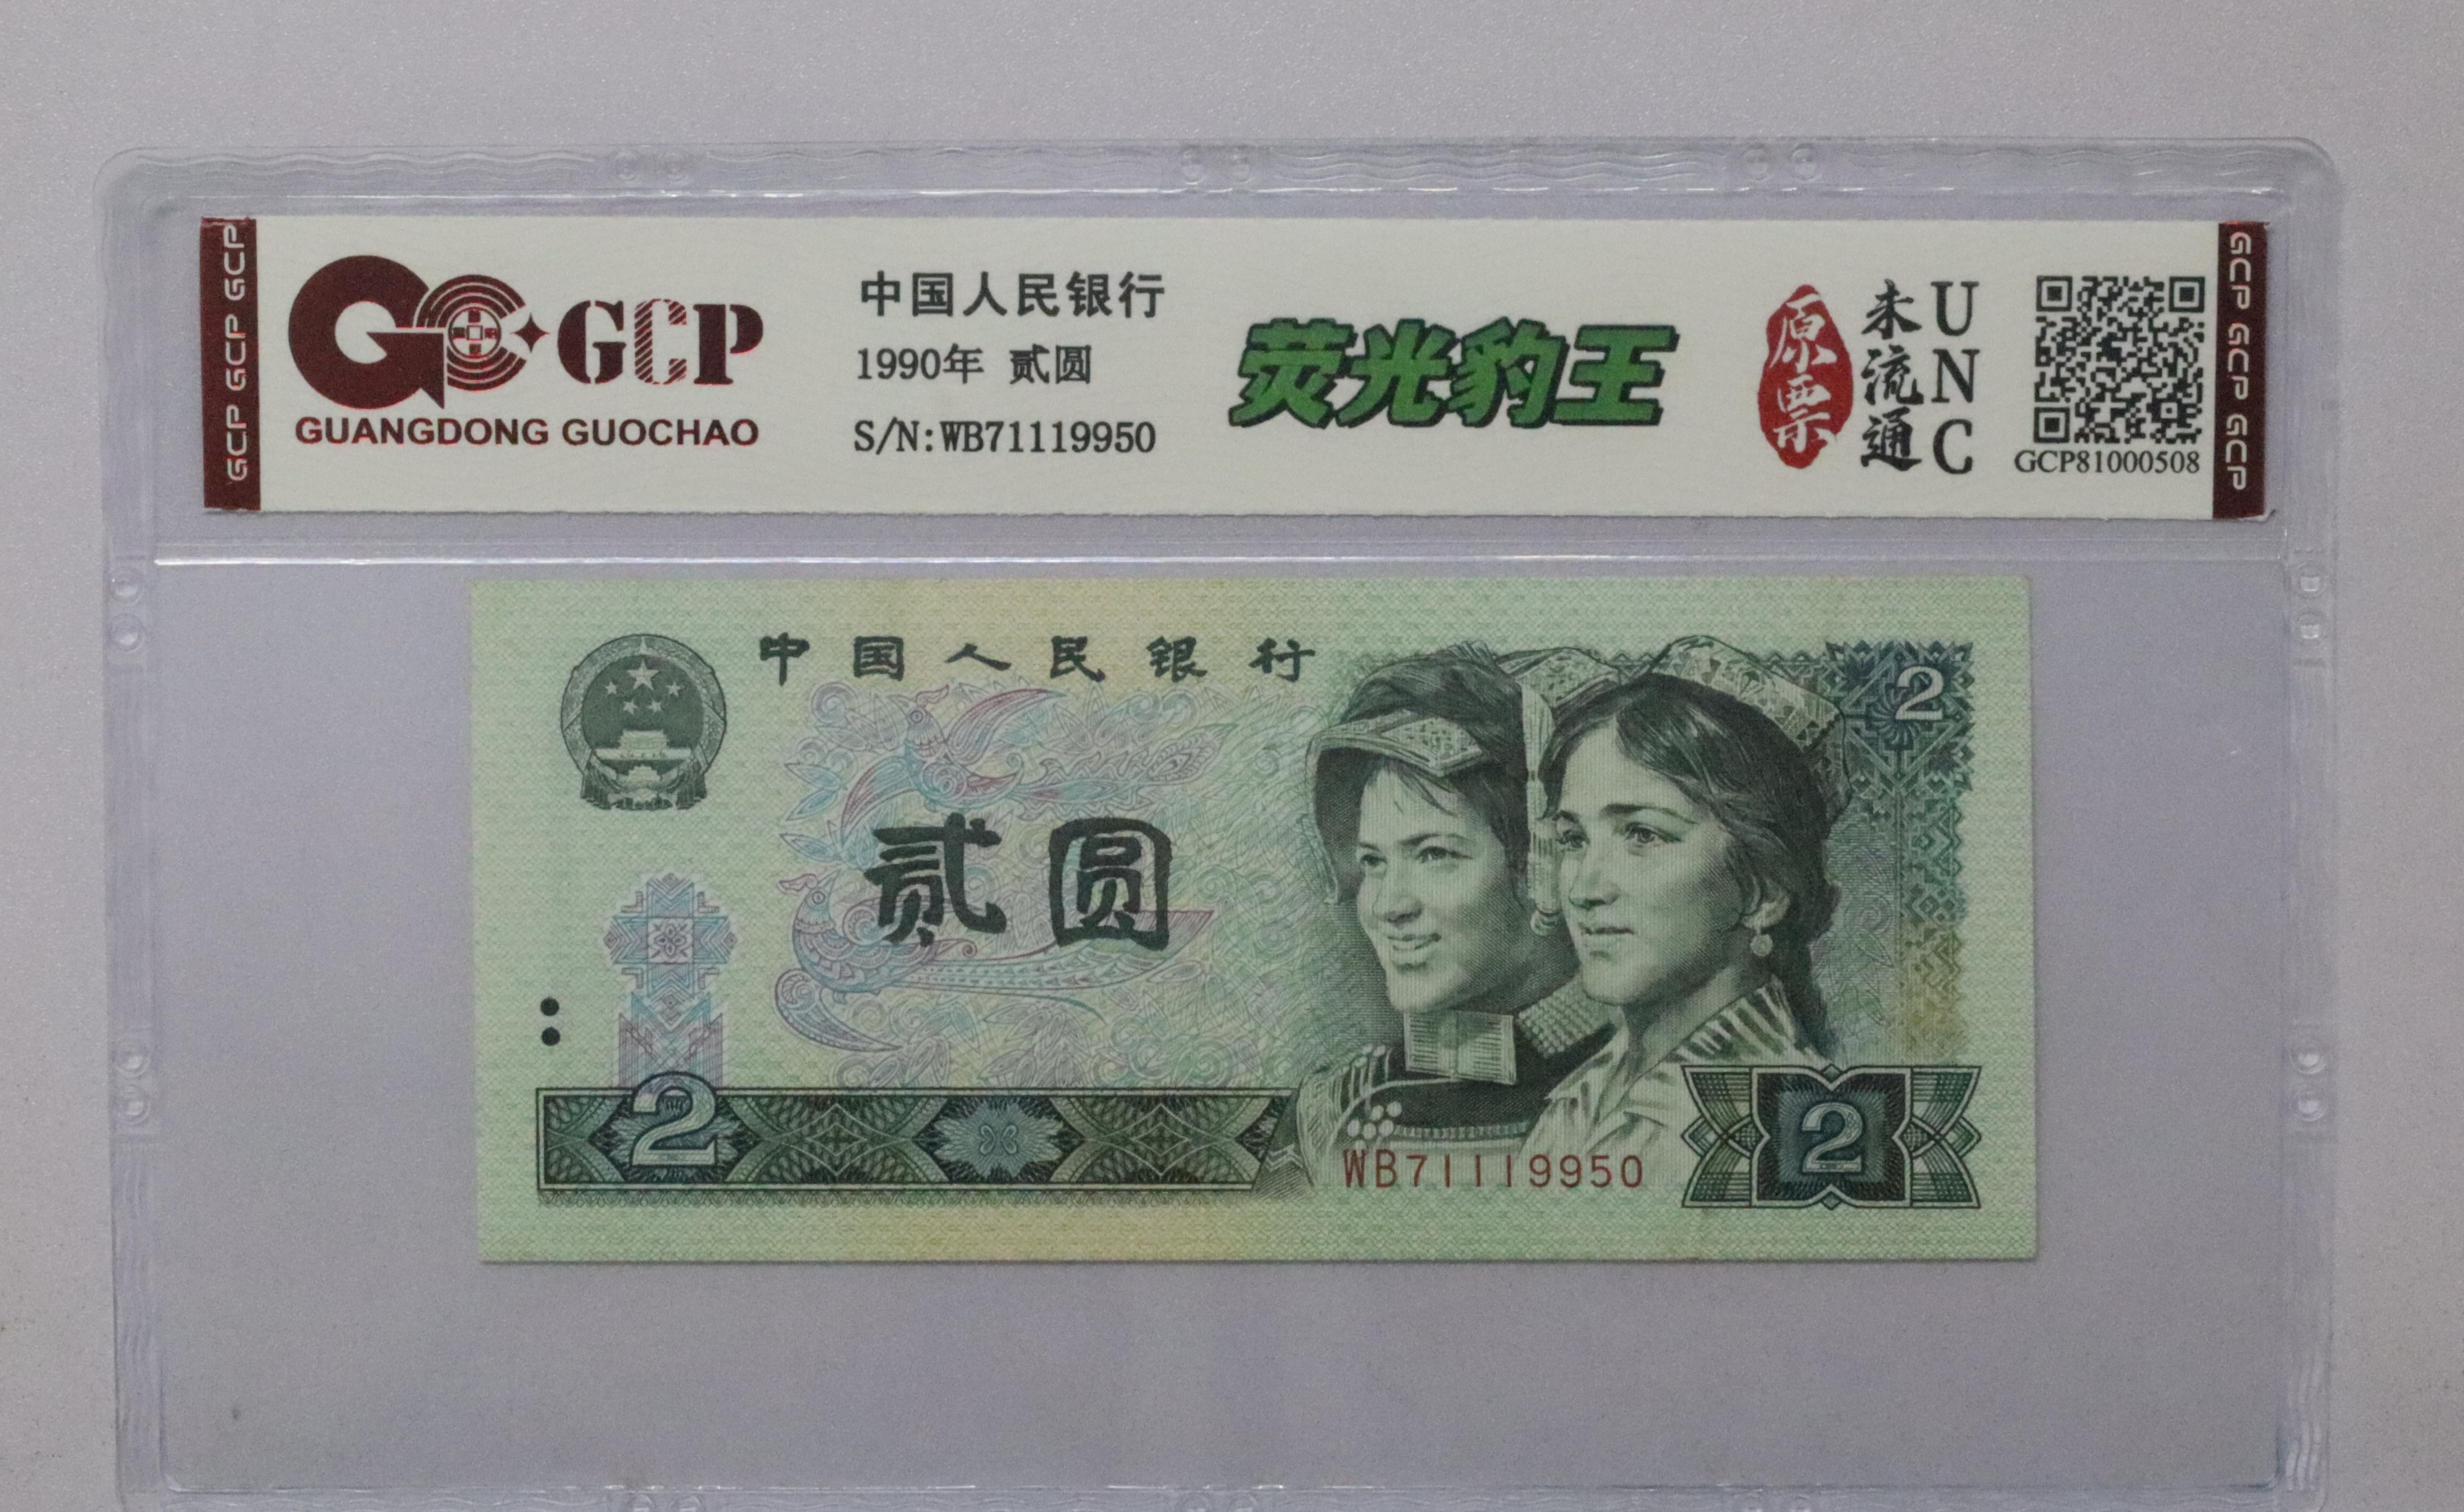 GCP GCP GCP
GCP
GUANGDONG GUOCHAO
中国人民银行
1990年 贰圆
S/N:WB71119950
荧光豹王
原票
未流通
UNC
GCP81000508
GCP GCP GCP
中国人民银行
2
贰圆
2
2
WB71119950